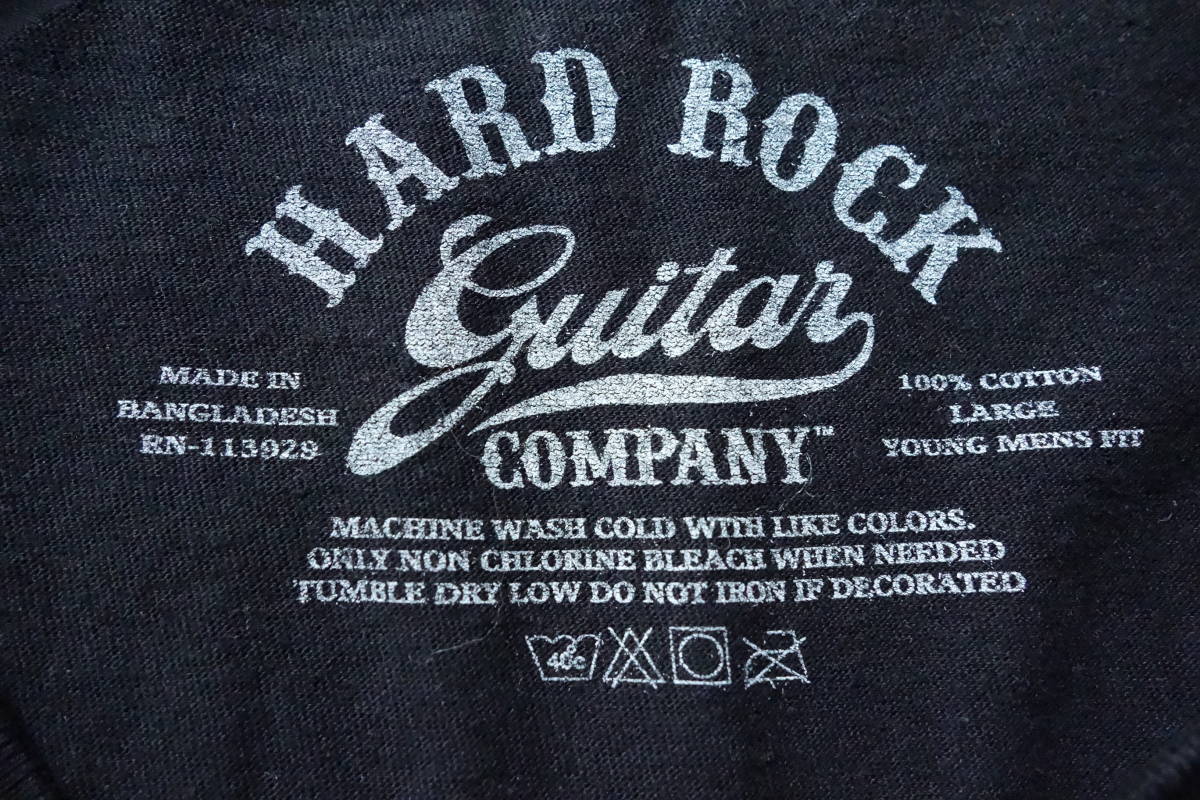 HARD ROCK
Guitar
COMPANY™
MADE IN
BANGLADESH
RN-113928
100% COTTON
LARGE
YOUNG MENS FIT
MACHINE WASH COLD WITH LIKE COLORS.
ONLY NON CHLORINE BLEACH WHEN NEEDED
TUMBLE DRY LOW DO NOT IRON IF DECORATED
40c